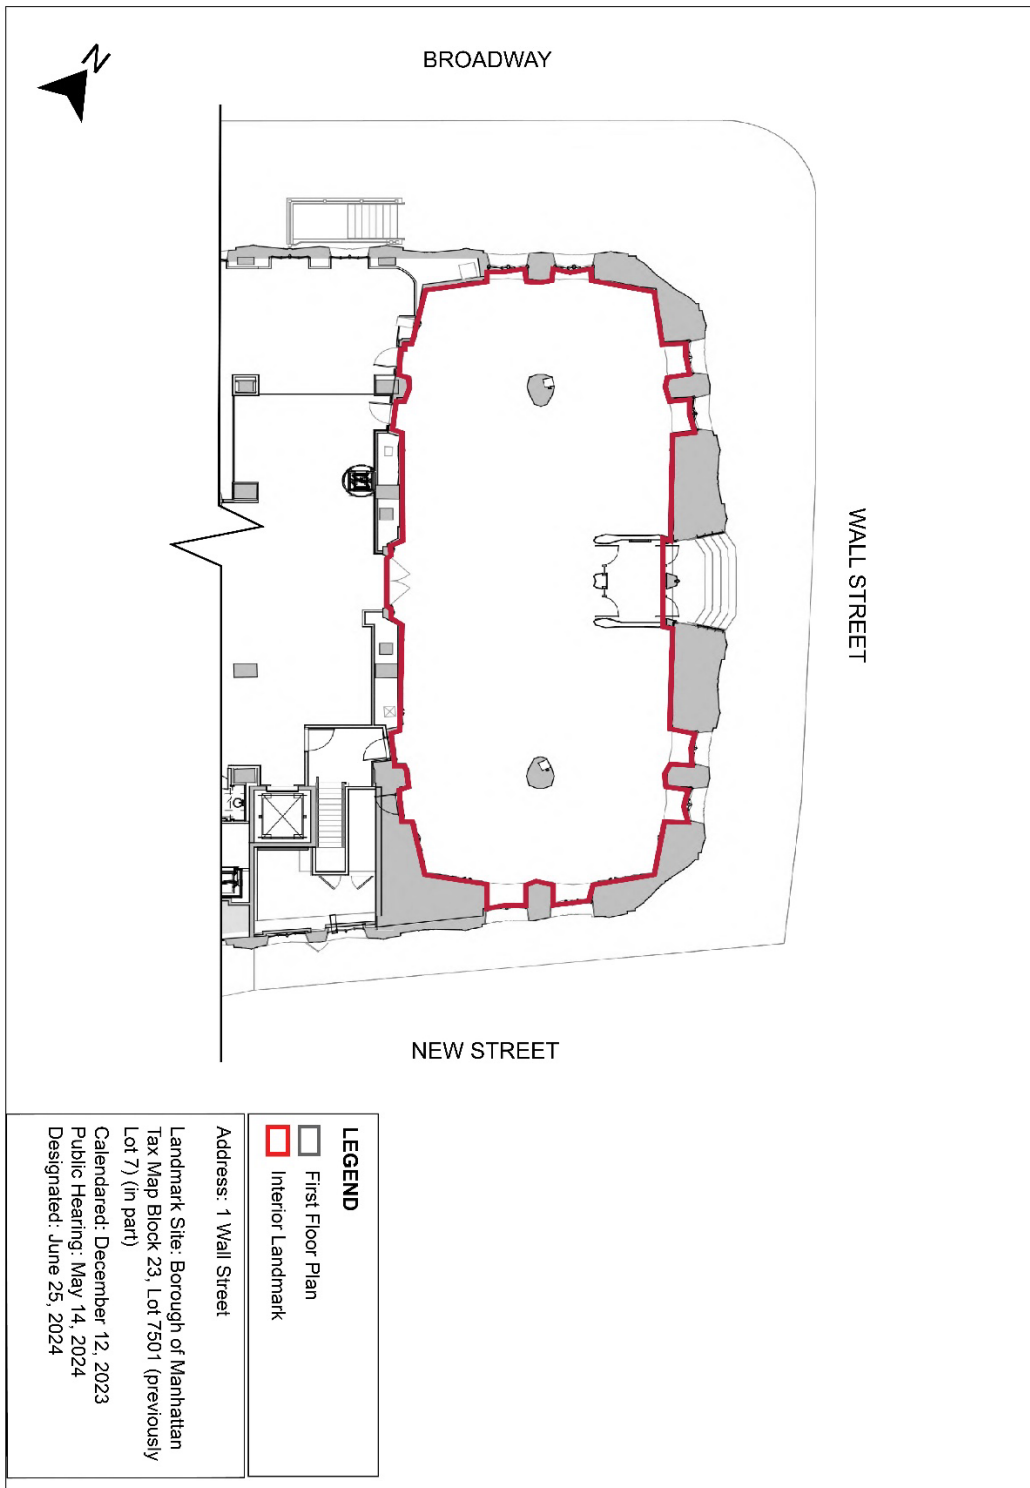 N
BROADWAY
WALL STREET
NEW STREET
LEGEND
First Floor Plan
Interior Landmark
Address: 1 Wall Street
Landmark Site: Borough of Manhattan
Tax Map Block 23, Lot 7501 (previously
Lot 7) (in part)
Calendared: December 12, 2023
Public Hearing: May 14, 2024
Designated: June 25, 2024